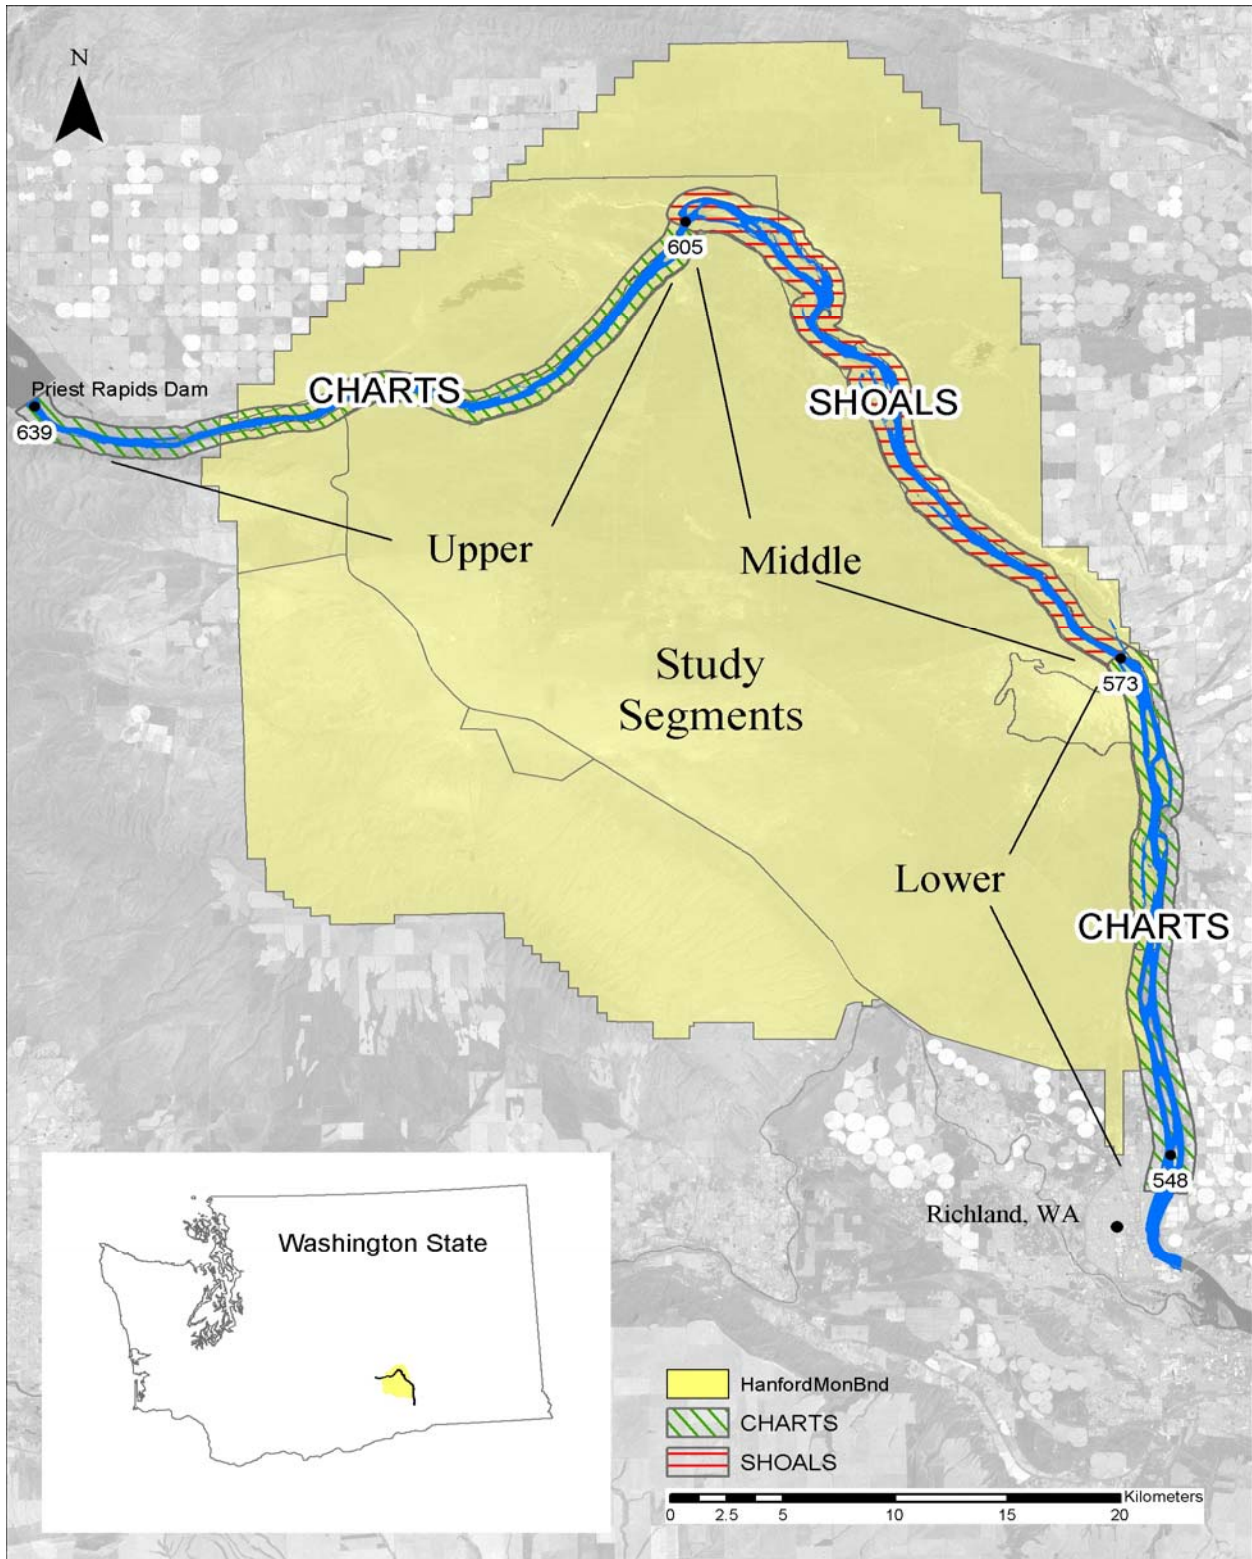 N
605
Priest Rapids Dam
639
CHARTS
SHOALS
Upper
Middle
Study
Segments
573
Lower
CHARTS
548
Richland, WA
Washington State
HanfordMonBnd
CHARTS
SHOALS
Kilometers
0 2.5 5 10 15 20